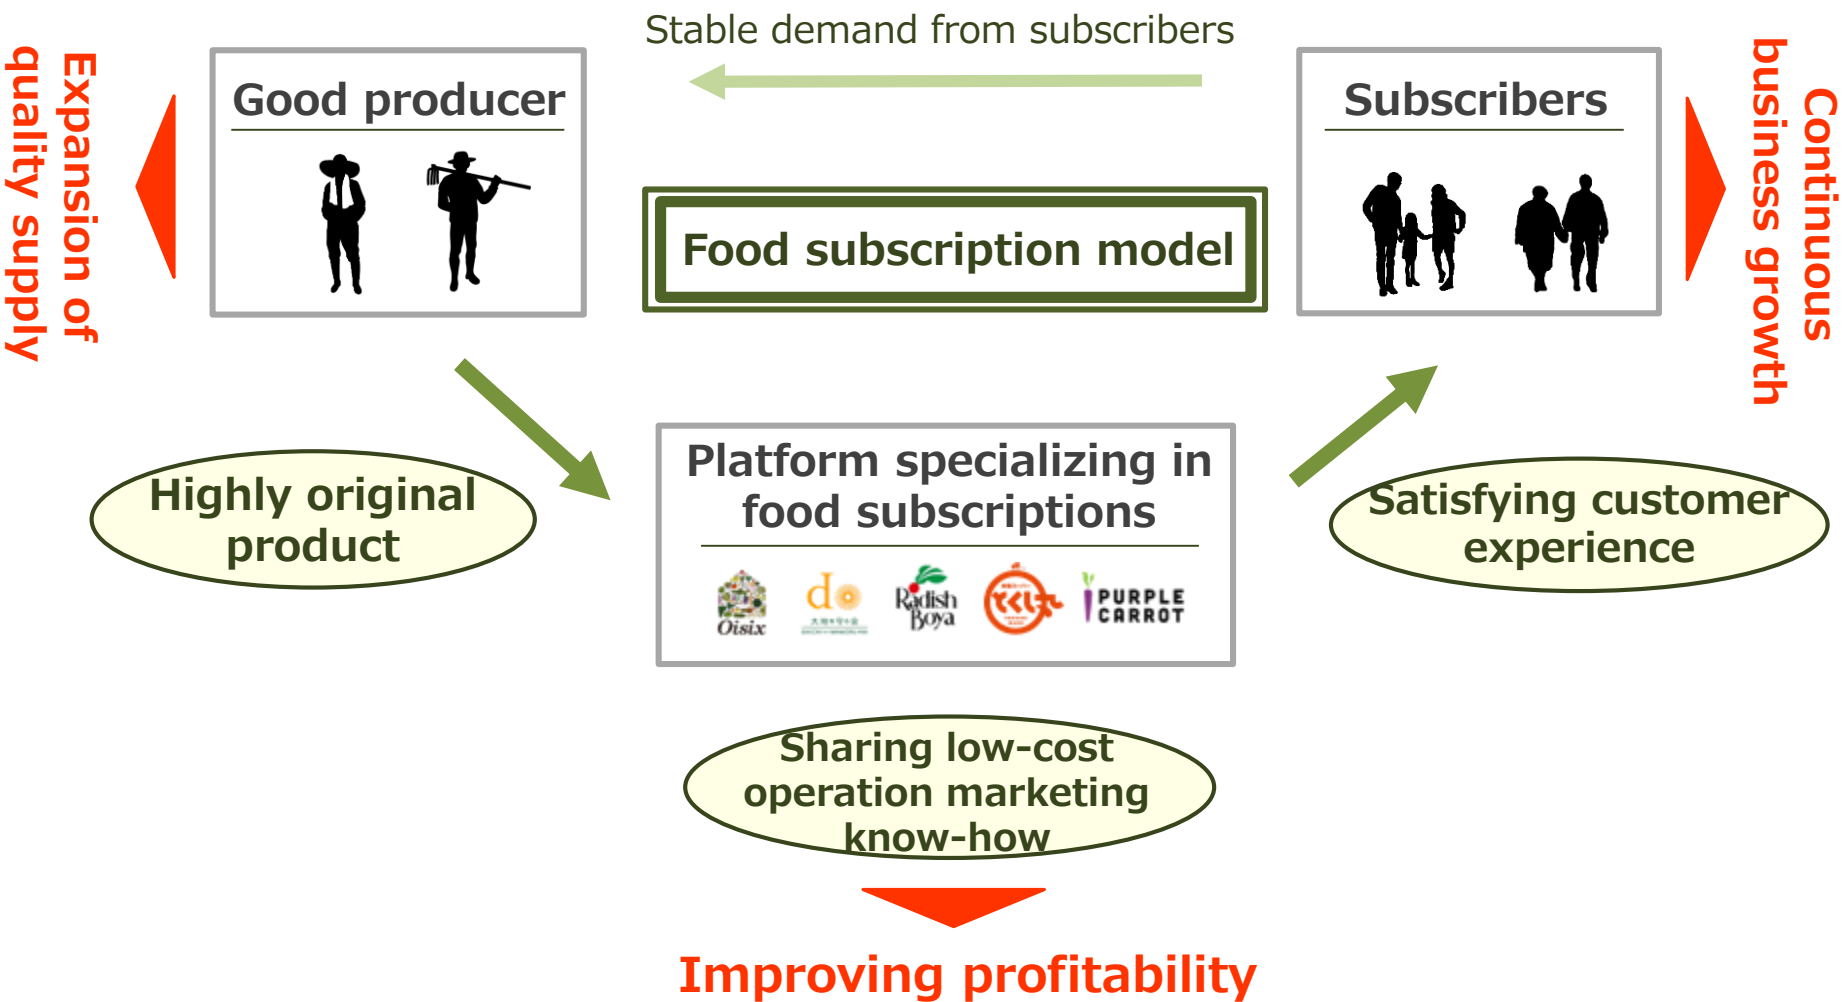 Stable demand from subscribers
Expansion of
quality supply
Good producer
Food subscription model
Subscribers
Continuous
business growth
Highly original
product
Platform specializing in
food subscriptions
Oisix
do
Radish
Boya
PURPLE
CARROT
Satisfying customer
experience
Sharing low-cost
operation marketing
know-how
Improving profitability